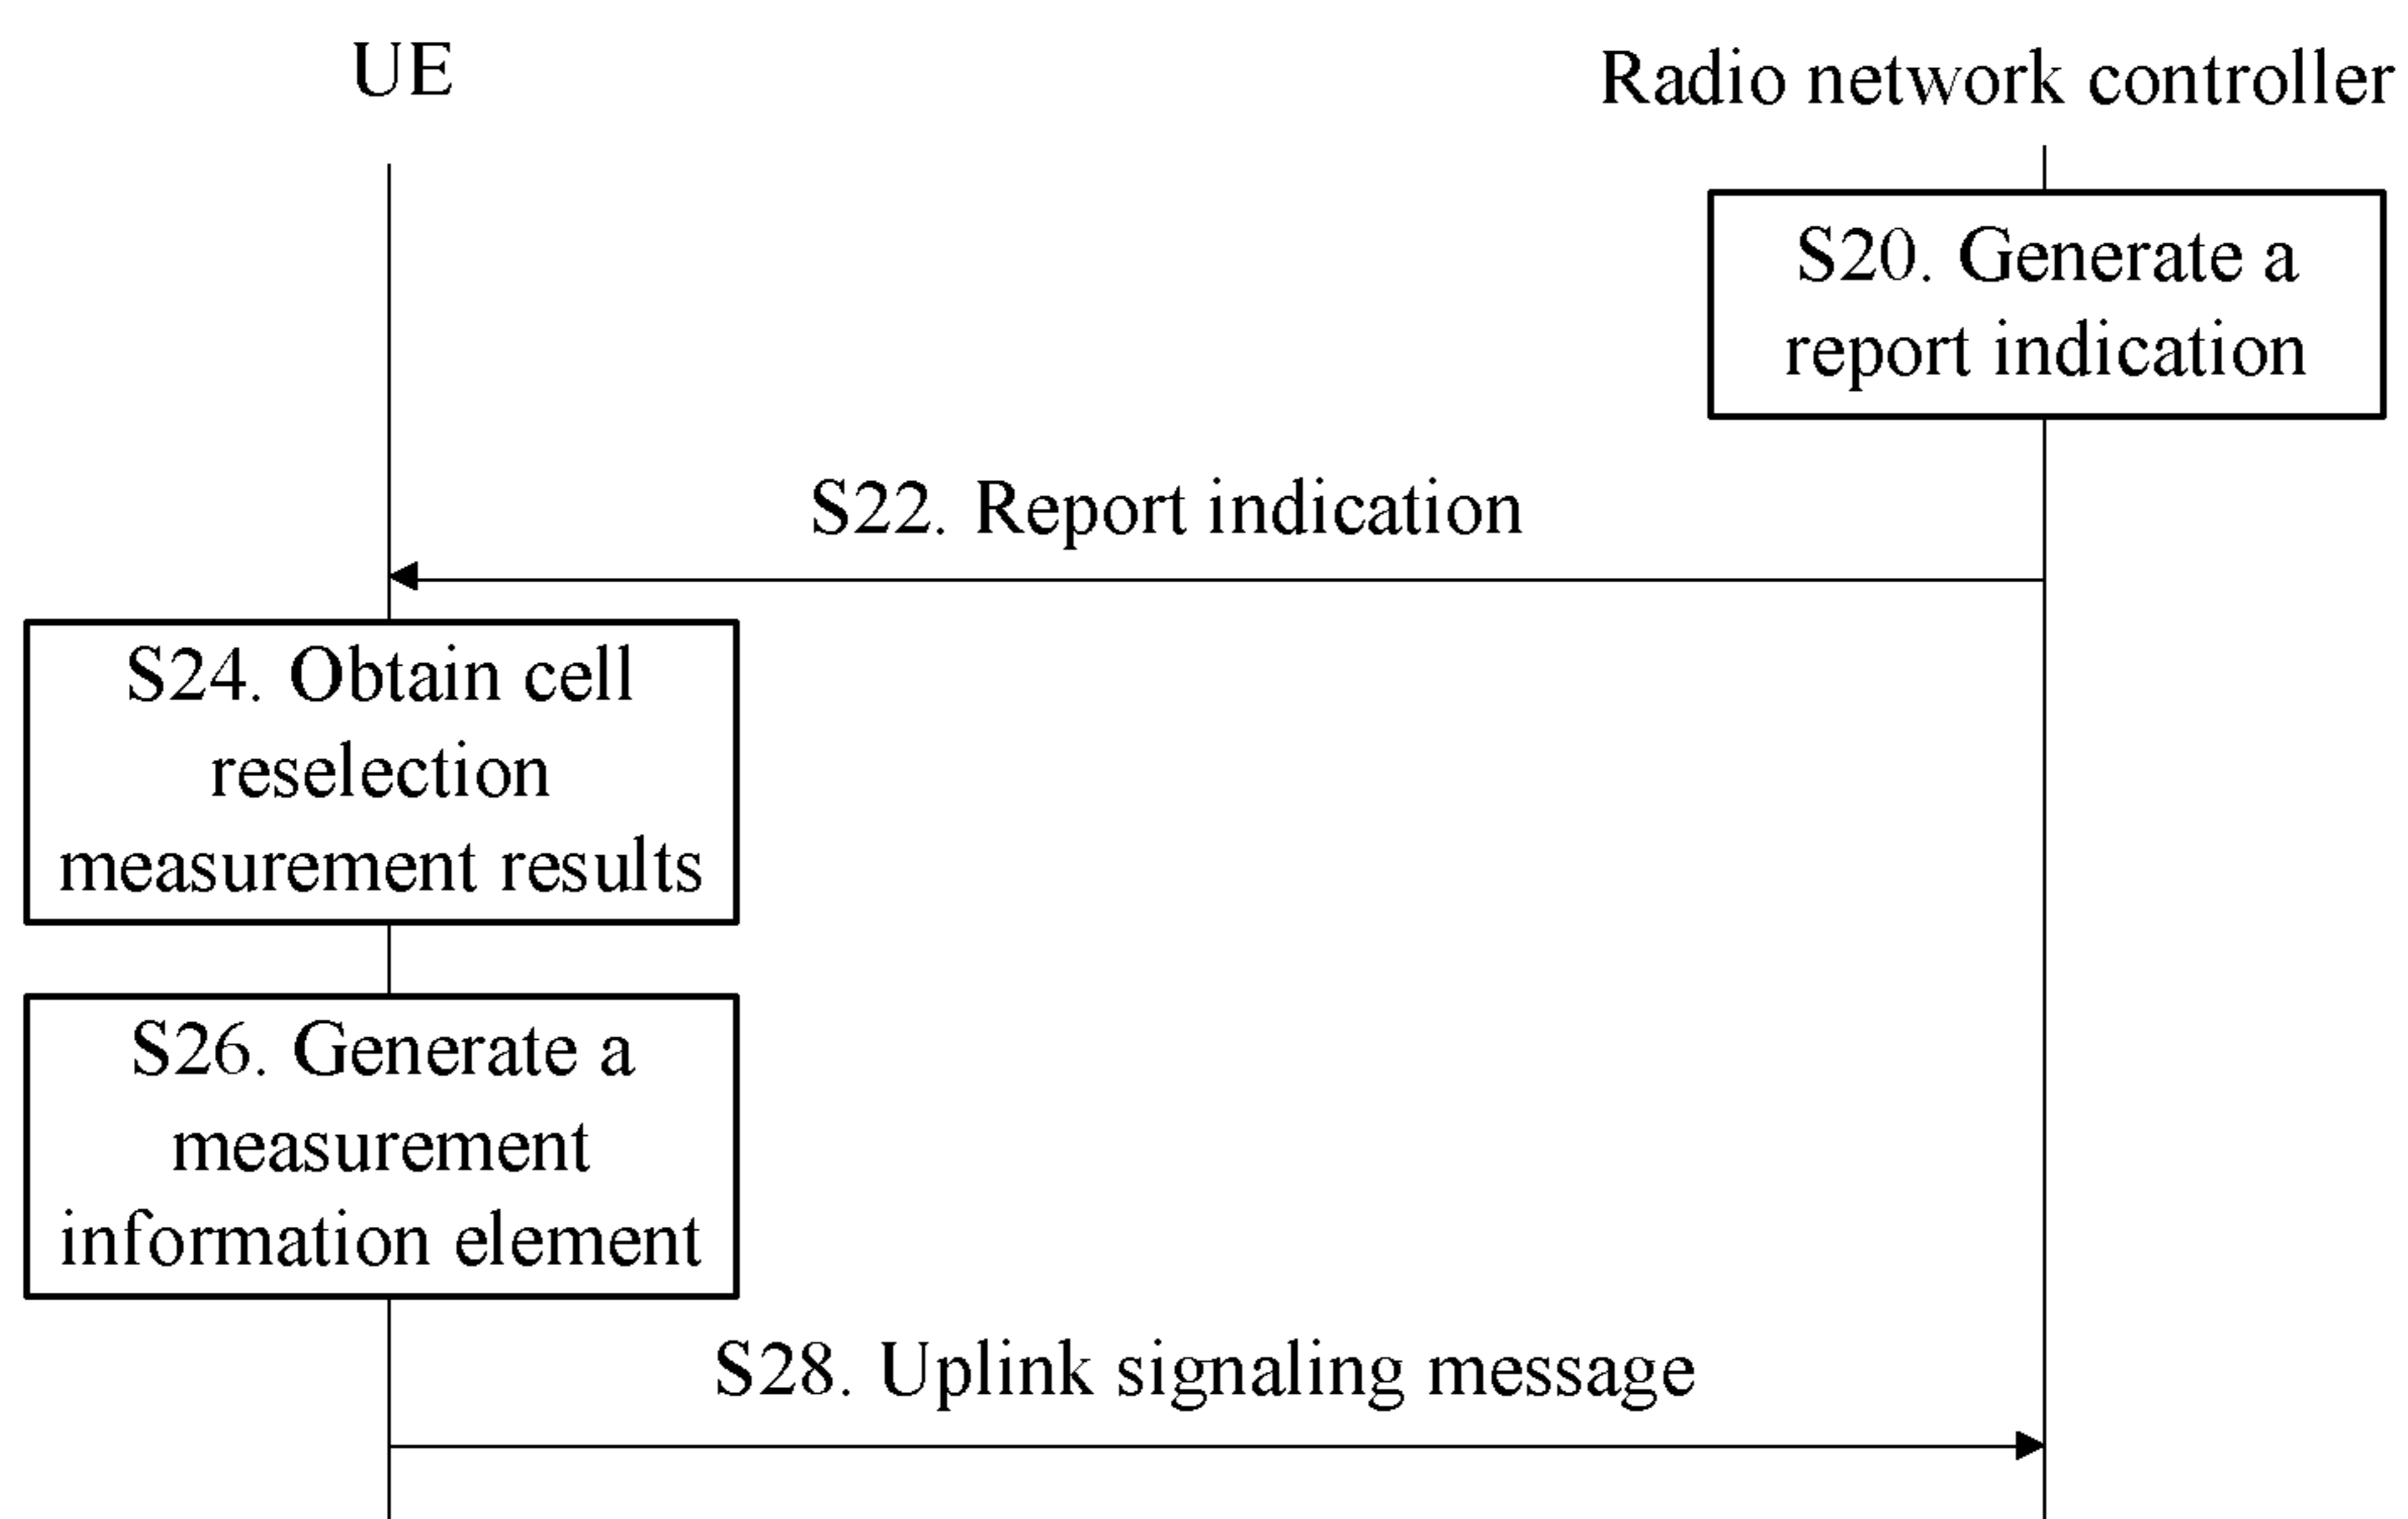 UE
Radio network controller
S20. Generate a
report indication
S22. Report indication
S24. Obtain cell
reselection
measurement results
S26. Generate a
measurement
information element
S28. Uplink signaling message